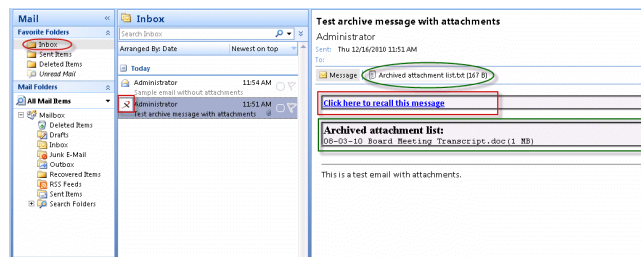 Mail «
Favorite Folders
Inbox
Sent Items
Deleted Items
Unread Mail
Mail Folders
All Mail Items
Mailbox
Deleted Items
Drafts
Inbox
Junk E-Mail
Outbox
Recovered Items
RSS Feeds
Sent Items
Search Folders
Inbox
Search Inbox
Arranged By: Date Newest on top
Today
Administrator 11:54 AM
Sample email without attachments
Administrator 11:51 AM
Test archive message with attachments
Test archive message with attachments
Administrator
Sent: Thu 12/16/2010 11:51 AM
To:
Message Archived attachment list.txt (167 B)
Click here to recall this message
Archived attachment list:
08-03-10 Board Meeting Transcript.doc(1 MB)
This is a test email with attachments.